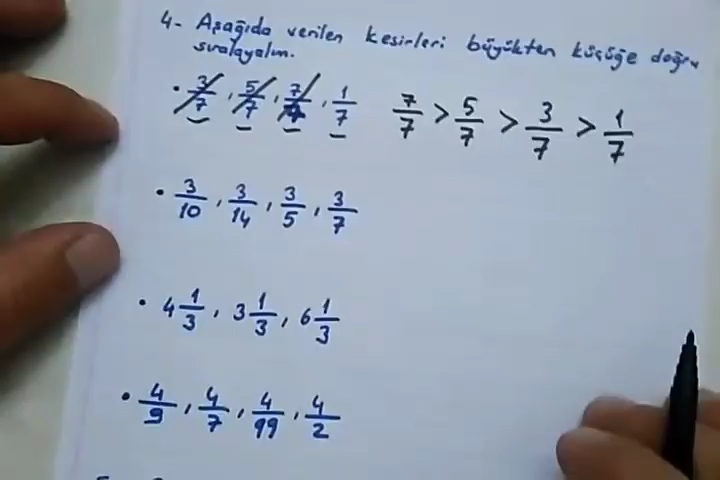 4- Aşağıda verilen kesirleri büyükten küçüğe doğru
sıralayalım.
• 3/7, 5/7, 7/7, 1/7 7/7 > 5/7 > 3/7 > 1/7
• 3/10, 3/14, 3/5, 3/7
• 4 1/3, 3 1/3, 6 1/3
• 4/9, 4/7, 4/99, 4/2